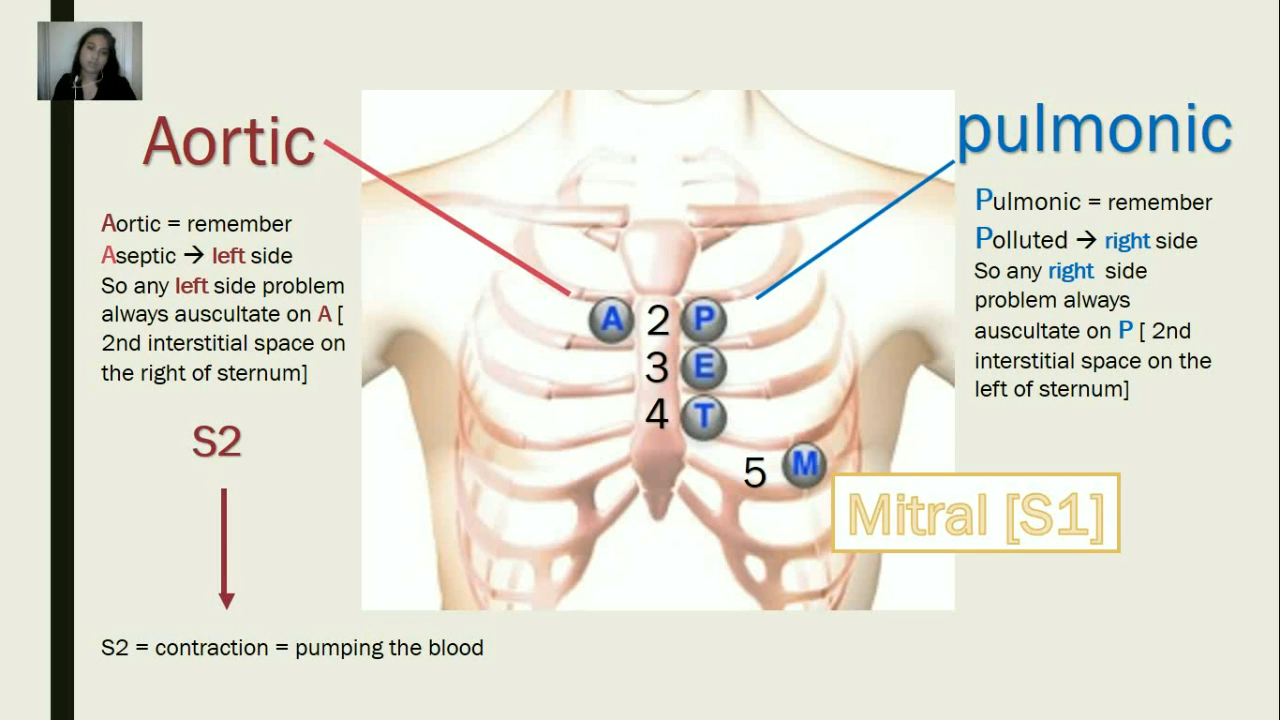 Aortic
pulmonic
Aortic = remember
Aseptic → left side
So any left side problem
always auscultate on A [
2nd interstitial space on
the right of sternum]
S2
S2 = contraction = pumping the blood
A 2 P
3 E
4 T
5 M
Pulmonic = remember
Polluted → right side
So any right side
problem always
auscultate on P [ 2nd
interstitial space on the
left of sternum]
Mitral [S1]